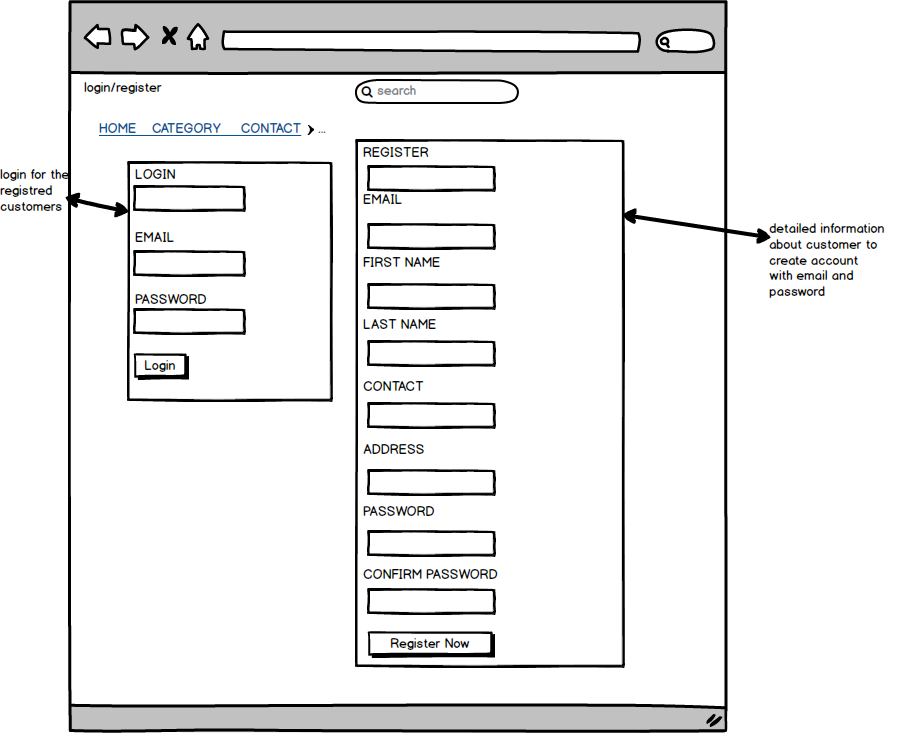 login/register
search
HOME CATEGORY CONTACT ...
login for the
registred
customers
LOGIN
EMAIL
PASSWORD
Login
REGISTER
EMAIL
FIRST NAME
LAST NAME
CONTACT
ADDRESS
PASSWORD
CONFIRM PASSWORD
Register Now
detailed information
about customer to
create account
with email and
password